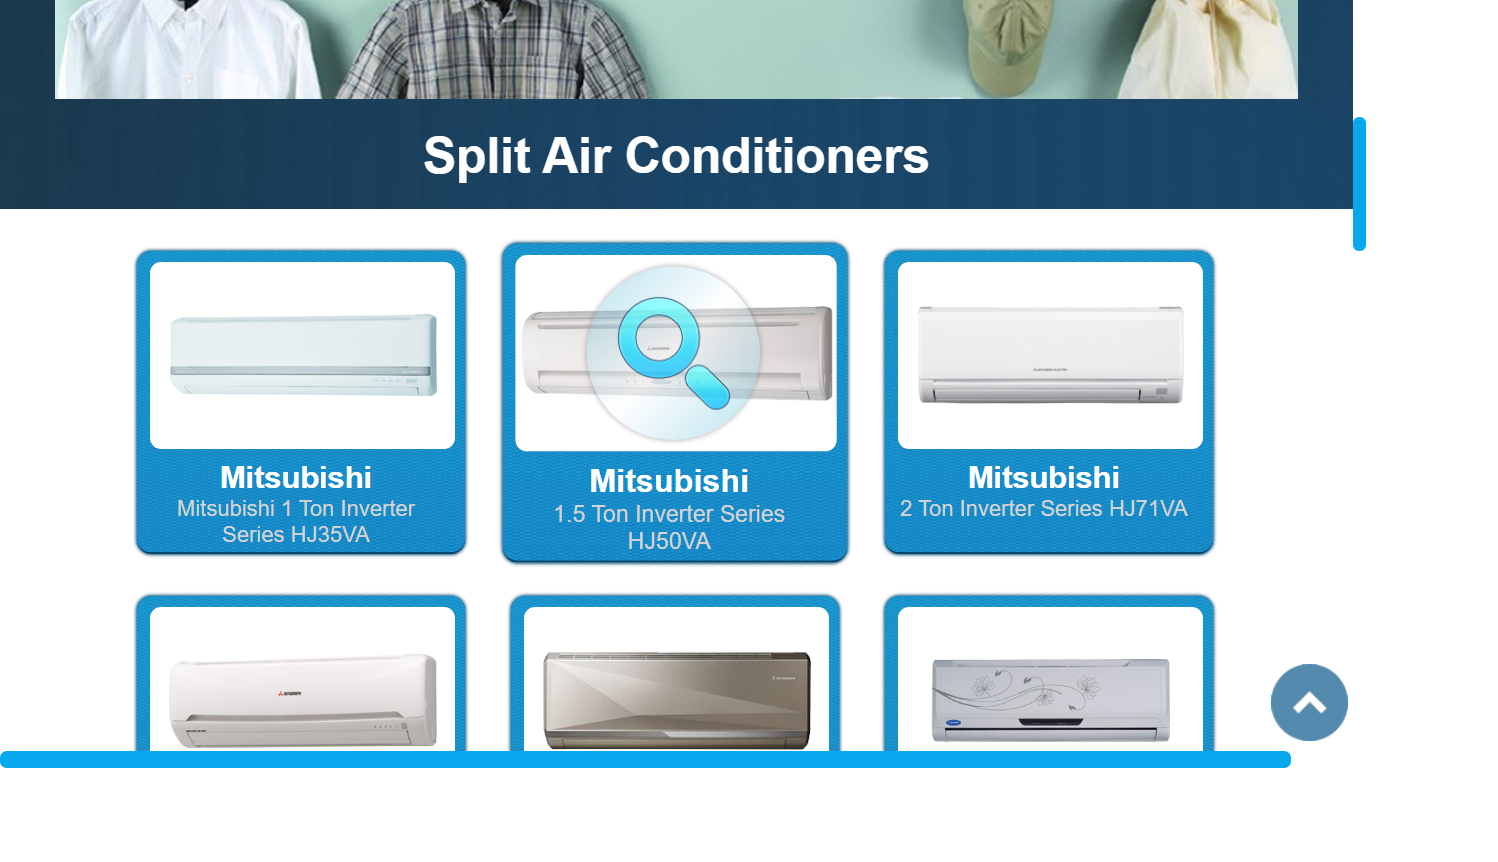 Split Air Conditioners
Mitsubishi
Mitsubishi 1 Ton Inverter
Series HJ35VA
Mitsubishi
1.5 Ton Inverter Series
HJ50VA
Mitsubishi
2 Ton Inverter Series HJ71VA